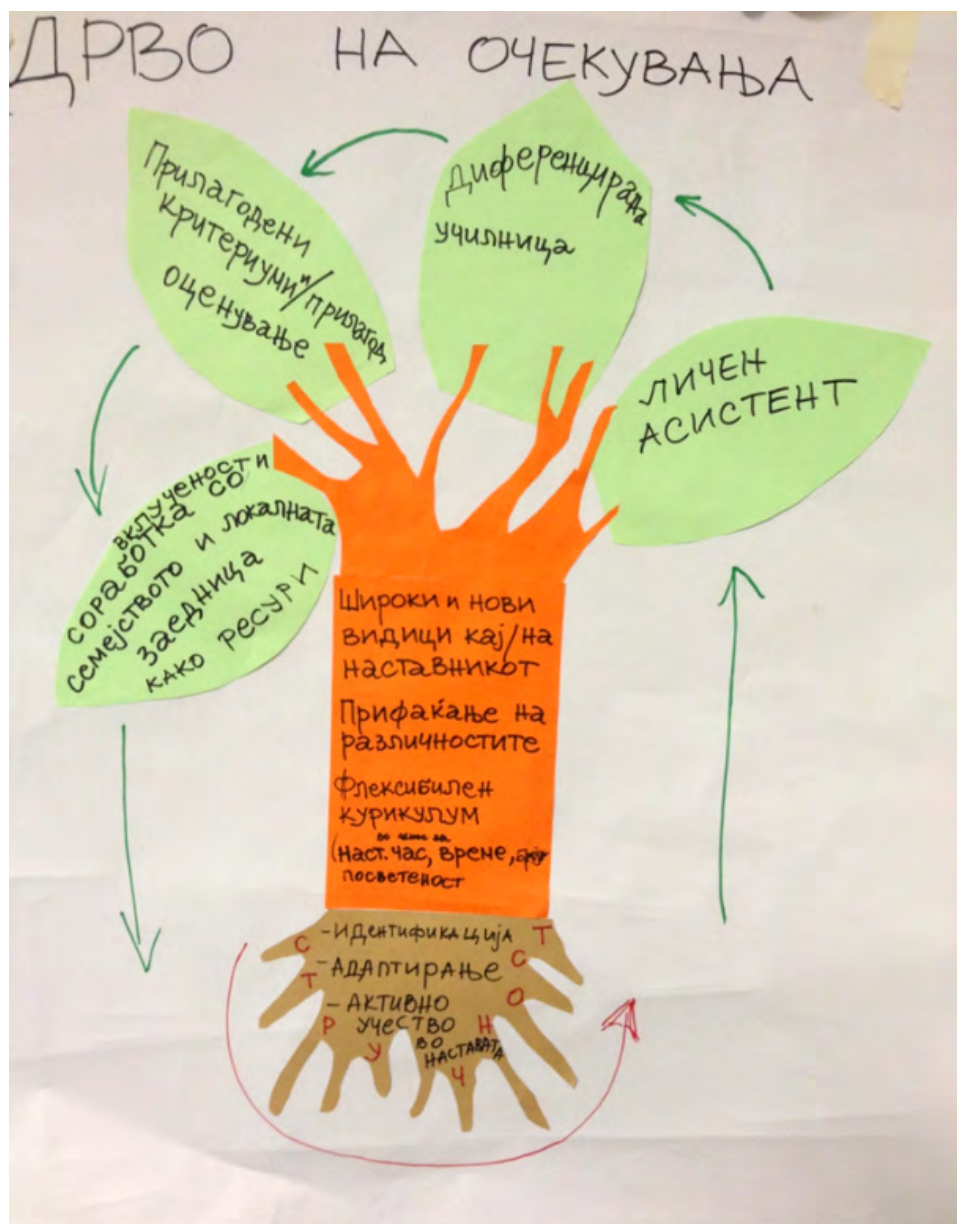 ДРВО НА ОЧЕКУВАЊА
Прилагодени
критериуми и/прилагод.
оценување
Диференцирана
училница
ЛИЧЕН
АСИСТЕНТ
вклученост и
соработка со
семејството и локалната
заедница
како ресурси
Широки и нови
видици кај/на
наставникот
Прифаќање на
различностите
Флексибилен
курикулум
(наст. час, време,
посветеност
-идентификација
-Адаптирање
- АКТИВНО
учество
во
наставата
СТРУЧНОСТ